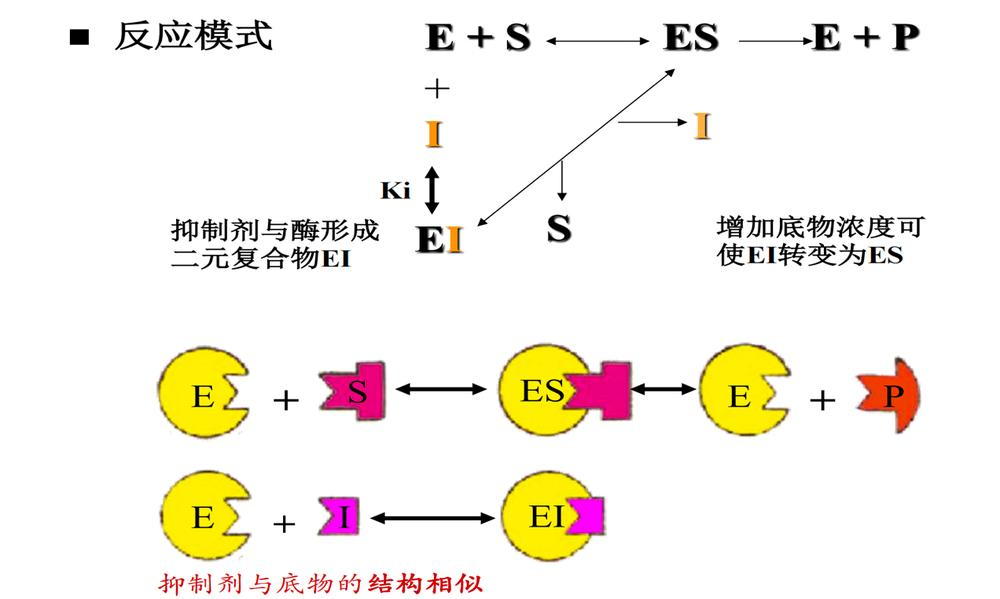 ■ 反应模式
E + S ES E + P
+
I I
Ki
抑制剂与酶形成
二元复合物EI
EI
S
增加底物浓度可
使EI转变为ES
E + S ES E + P
E + I EI
抑制剂与底物的结构相似